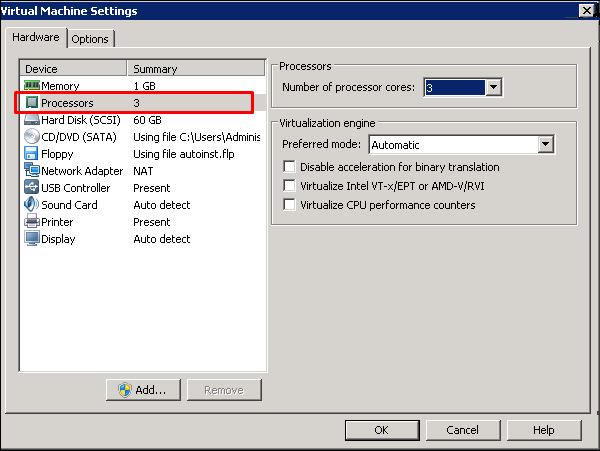 Virtual Machine Settings
Hardware Options
Device Summary
Memory 1 GB
Processors 3
Hard Disk (SCSI) 60 GB
CD/DVD (SATA) Using file C:\Users\Adminis
Floppy Using file autoinst.flp
Network Adapter NAT
USB Controller Present
Sound Card Auto detect
Printer Present
Display Auto detect
Add... Remove
Processors
Number of processor cores: 3
Virtualization engine
Preferred mode: Automatic
Disable acceleration for binary translation
Virtualize Intel VT-x/EPT or AMD-V/RVI
Virtualize CPU performance counters
OK Cancel Help